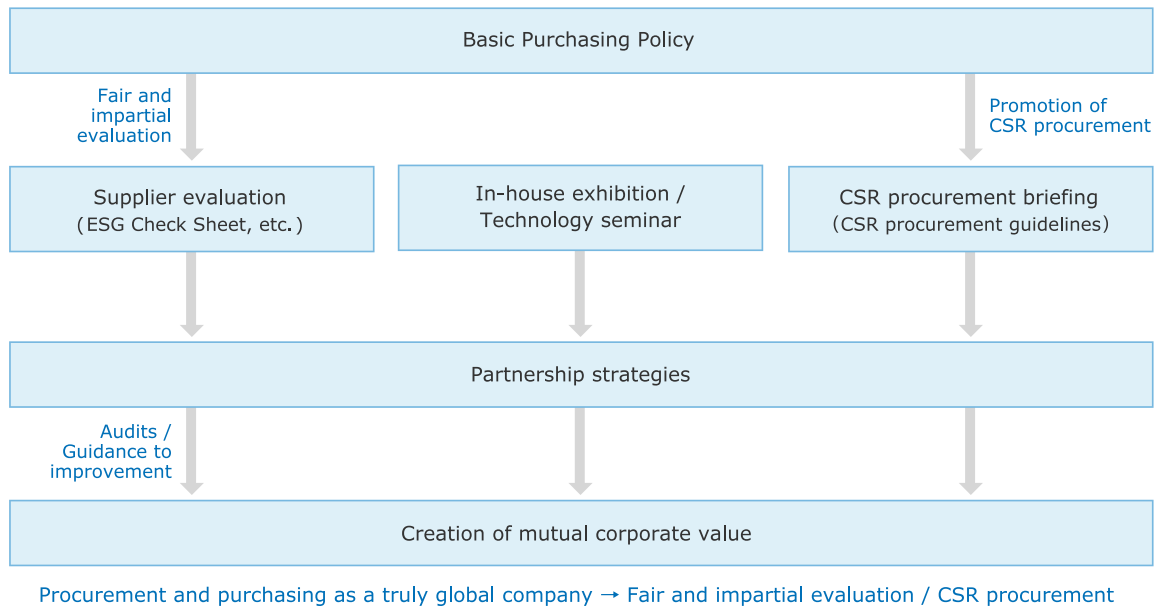 Basic Purchasing Policy
Fair and
impartial
evaluation
Promotion of
CSR procurement
Supplier evaluation
(ESG Check Sheet, etc.)
In-house exhibition /
Technology seminar
CSR procurement briefing
(CSR procurement guidelines)
Partnership strategies
Audits /
Guidance to
improvement
Creation of mutual corporate value
Procurement and purchasing as a truly global company → Fair and impartial evaluation / CSR procurement